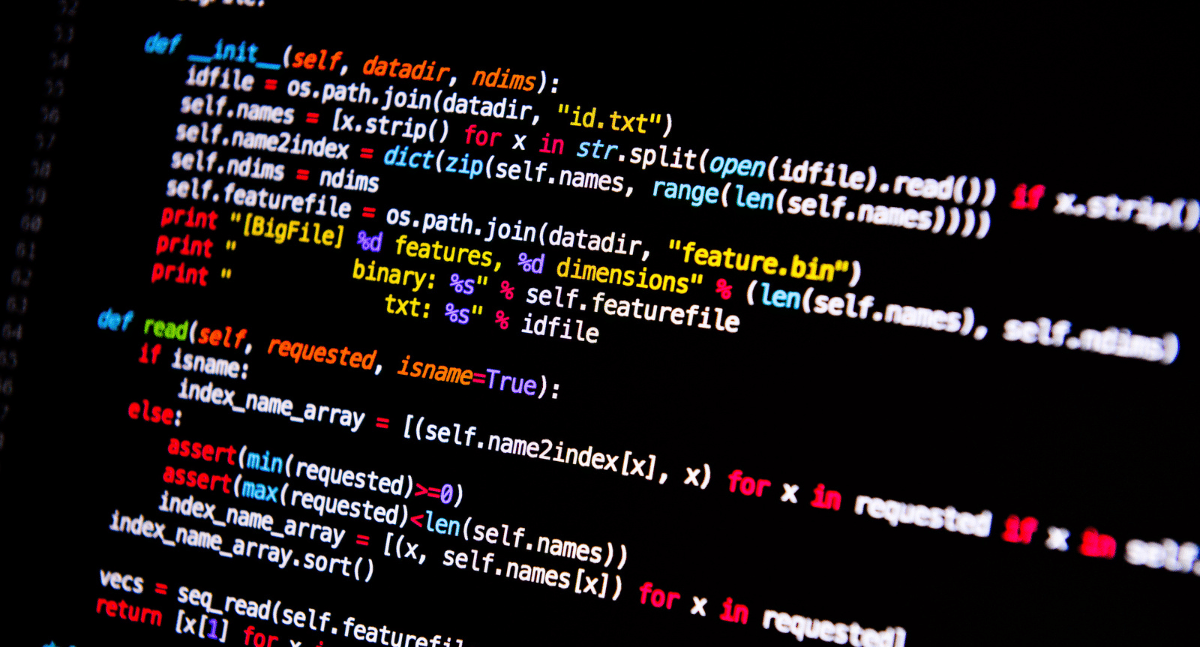 def __init__(self, datadir, ndims):
idfile = os.path.join(datadir, "id.txt")
self.names = [x.strip() for x in str.split(open(idfile).read()) if x.strip()
self.name2index = dict(zip(self.names, range(len(self.names))))
self.ndims = ndims
self.featurefile = os.path.join(datadir, "feature.bin")
print "[BigFile] %d features, %d dimensions" % (len(self.names), self.ndims)
print " binary: %s" % self.featurefile
print " txt: %s" % idfile
def read(self, requested, isname=True):
if isname:
index_name_array = [(self.name2index[x], x) for x in requested if x in self.
else:
assert(min(requested)>=0)
assert(max(requested)<len(self.names))
index_name_array = [(x, self.names[x]) for x in requested]
index_name_array.sort()
vecs = seq_read(self.featurefil
return [x[1] for x